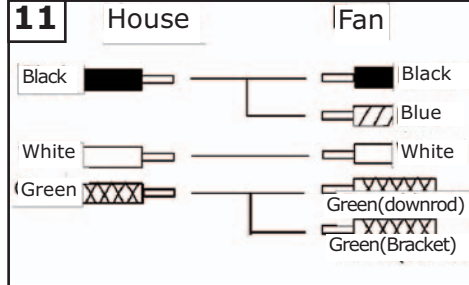 11 House Fan
Black Black
Blue
White White
Green Green(downrod)
Green(Bracket)